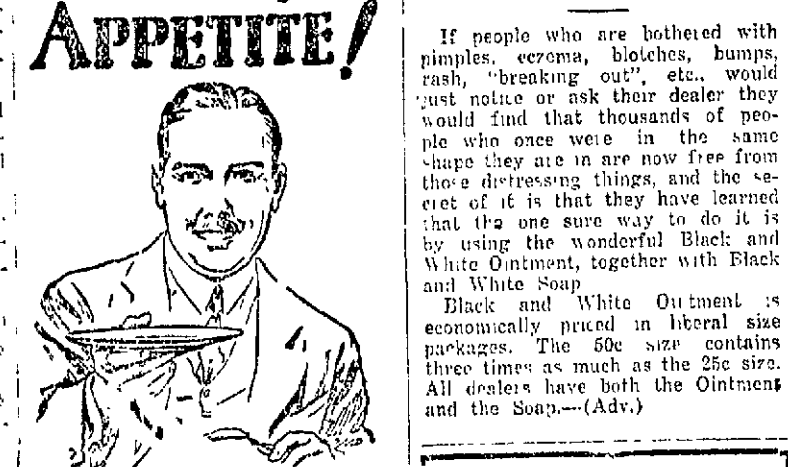 APPETITE!
If people who are bothered with
pimples, eczema, blotches, bumps,
rash, "breaking out", etc., would
just notice or ask their dealer they
would find that thousands of peo-
ple who once were in the same
shape they are in are now free from
those distressing things, and the se-
cret of it is that they have learned
that the one sure way to do it is
by using the wonderful Black and
White Ointment, together with Black
and White Soap
Black and White Ointment is
economically priced in liberal size
packages. The 50c size contains
three times as much as the 25c size.
All dealers have both the Ointment
and the Soap.—(Adv.)